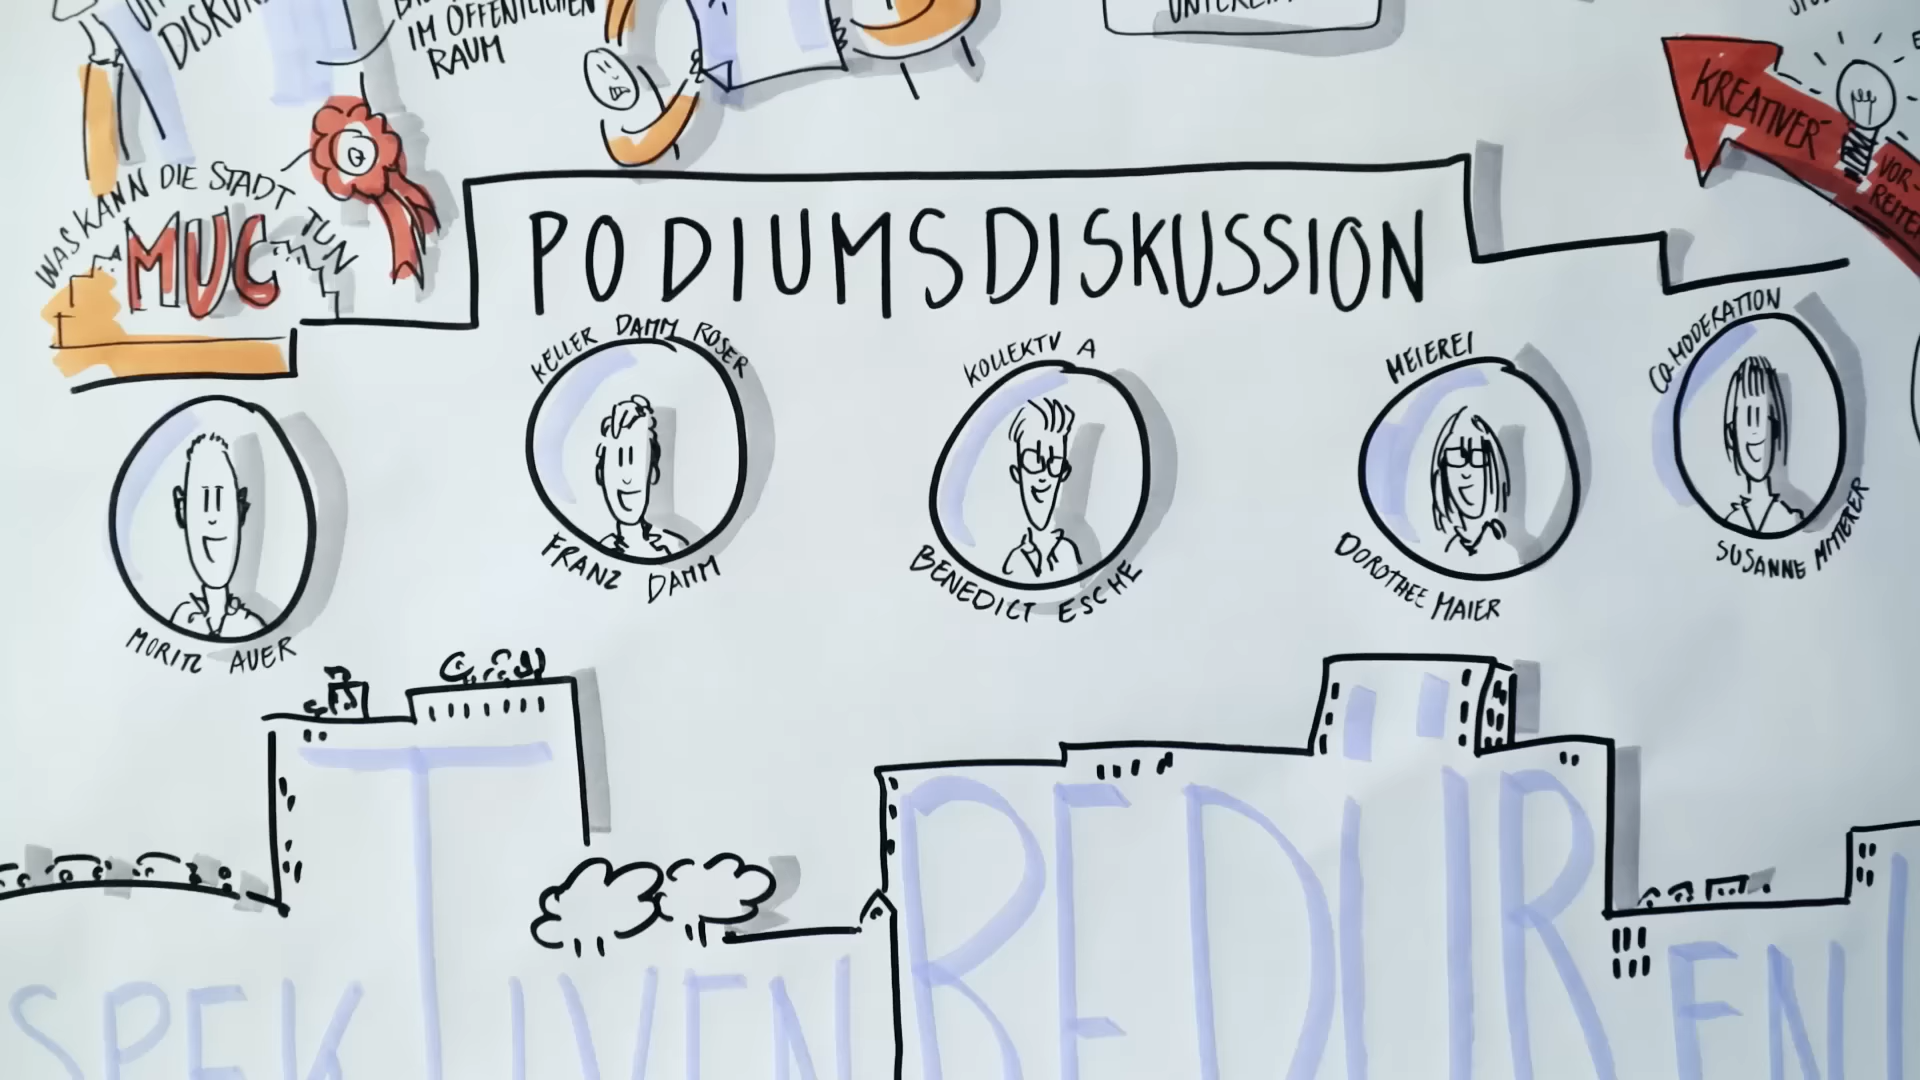 DISKUR
IM ÖFFENTLICHEN
RAUM
KREATIVER
VOR-
REITER
WAS KANN DIE STADT TUN
MUC
PODIUMSDISKUSSION
KELLER DAMM ROSER
KOLLEKTV A
MEIEREI
CO-MODERATION
MORITZ AUER
FRANZ DAMM
BENEDICT ESCHE
DOROTHEE MAIER
SUSANNE MITTERER
SPEKTIVEN BEDÜR EN